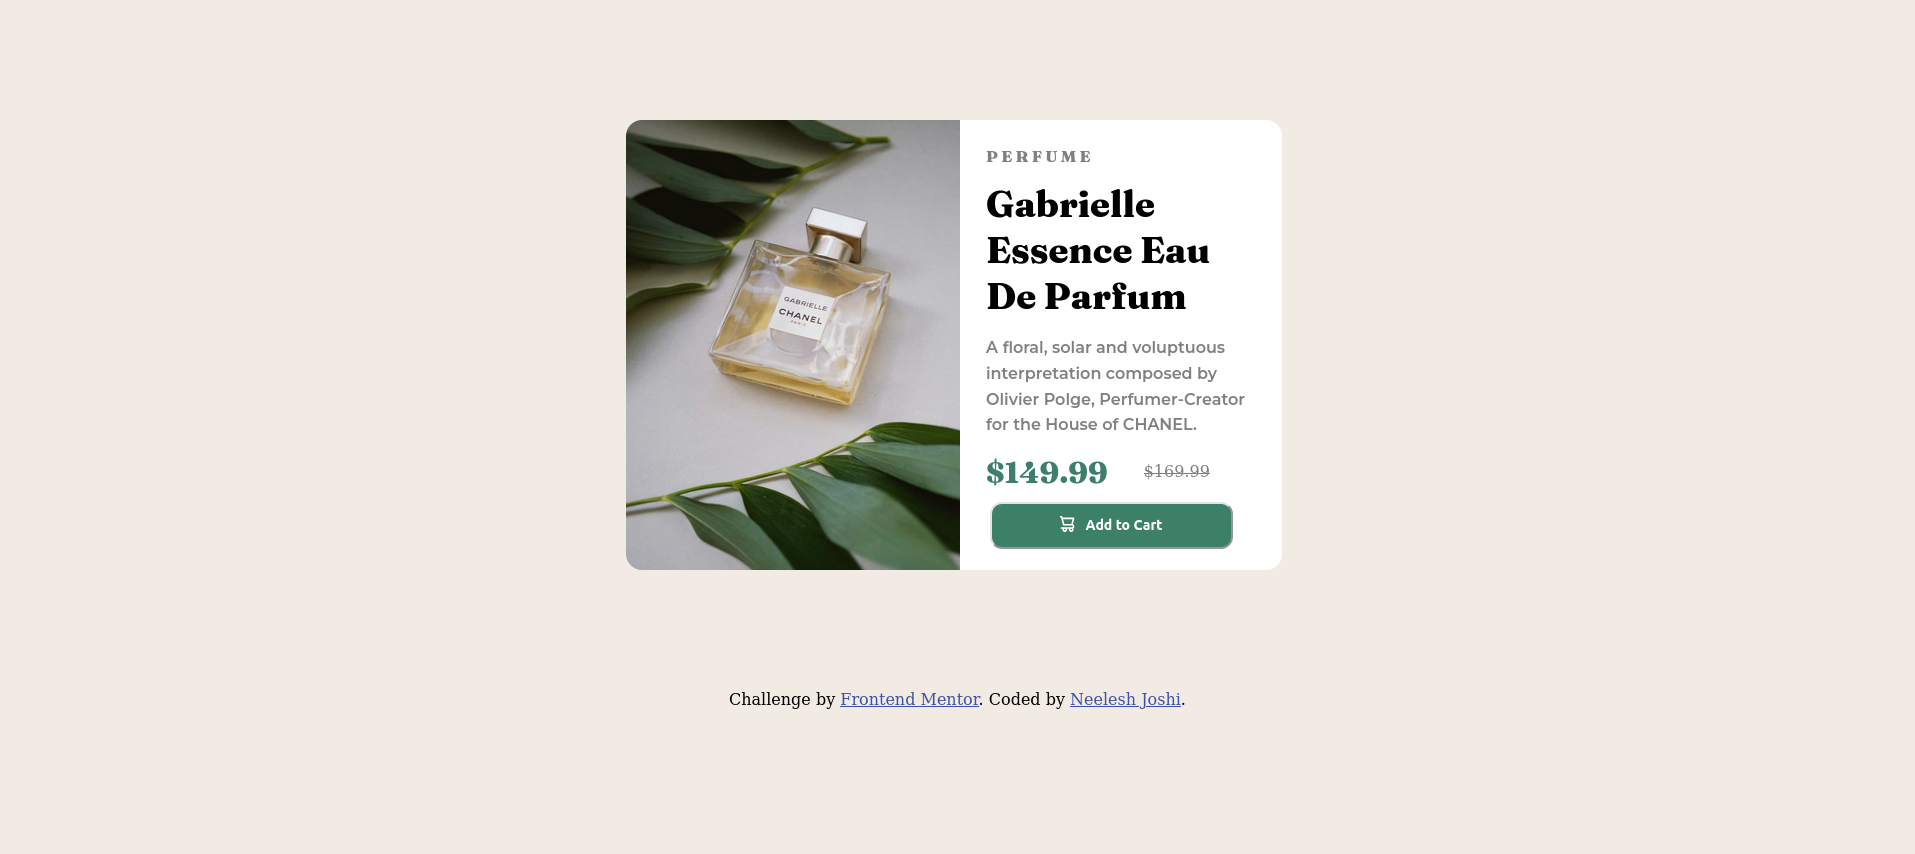 PERFUME
Gabrielle
Essence Eau
De Parfum
A floral, solar and voluptuous
interpretation composed by
Olivier Polge, Perfumer-Creator
for the House of CHANEL.
$149.99 $169.99
Add to Cart
GABRIELLE
CHANEL
PARIS
Challenge by Frontend Mentor. Coded by Neelesh Joshi.